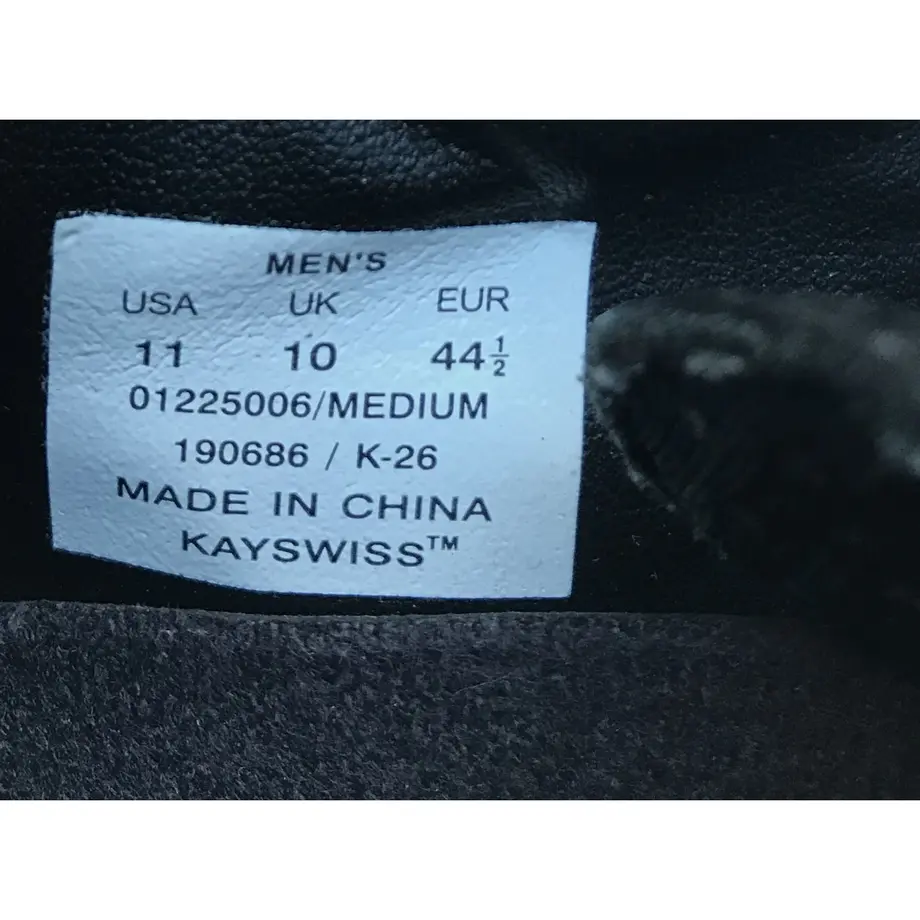 MEN'S
USA UK EUR
11 10 44½
01225006/MEDIUM
190686 / K-26
MADE IN CHINA
KAYSWISS™